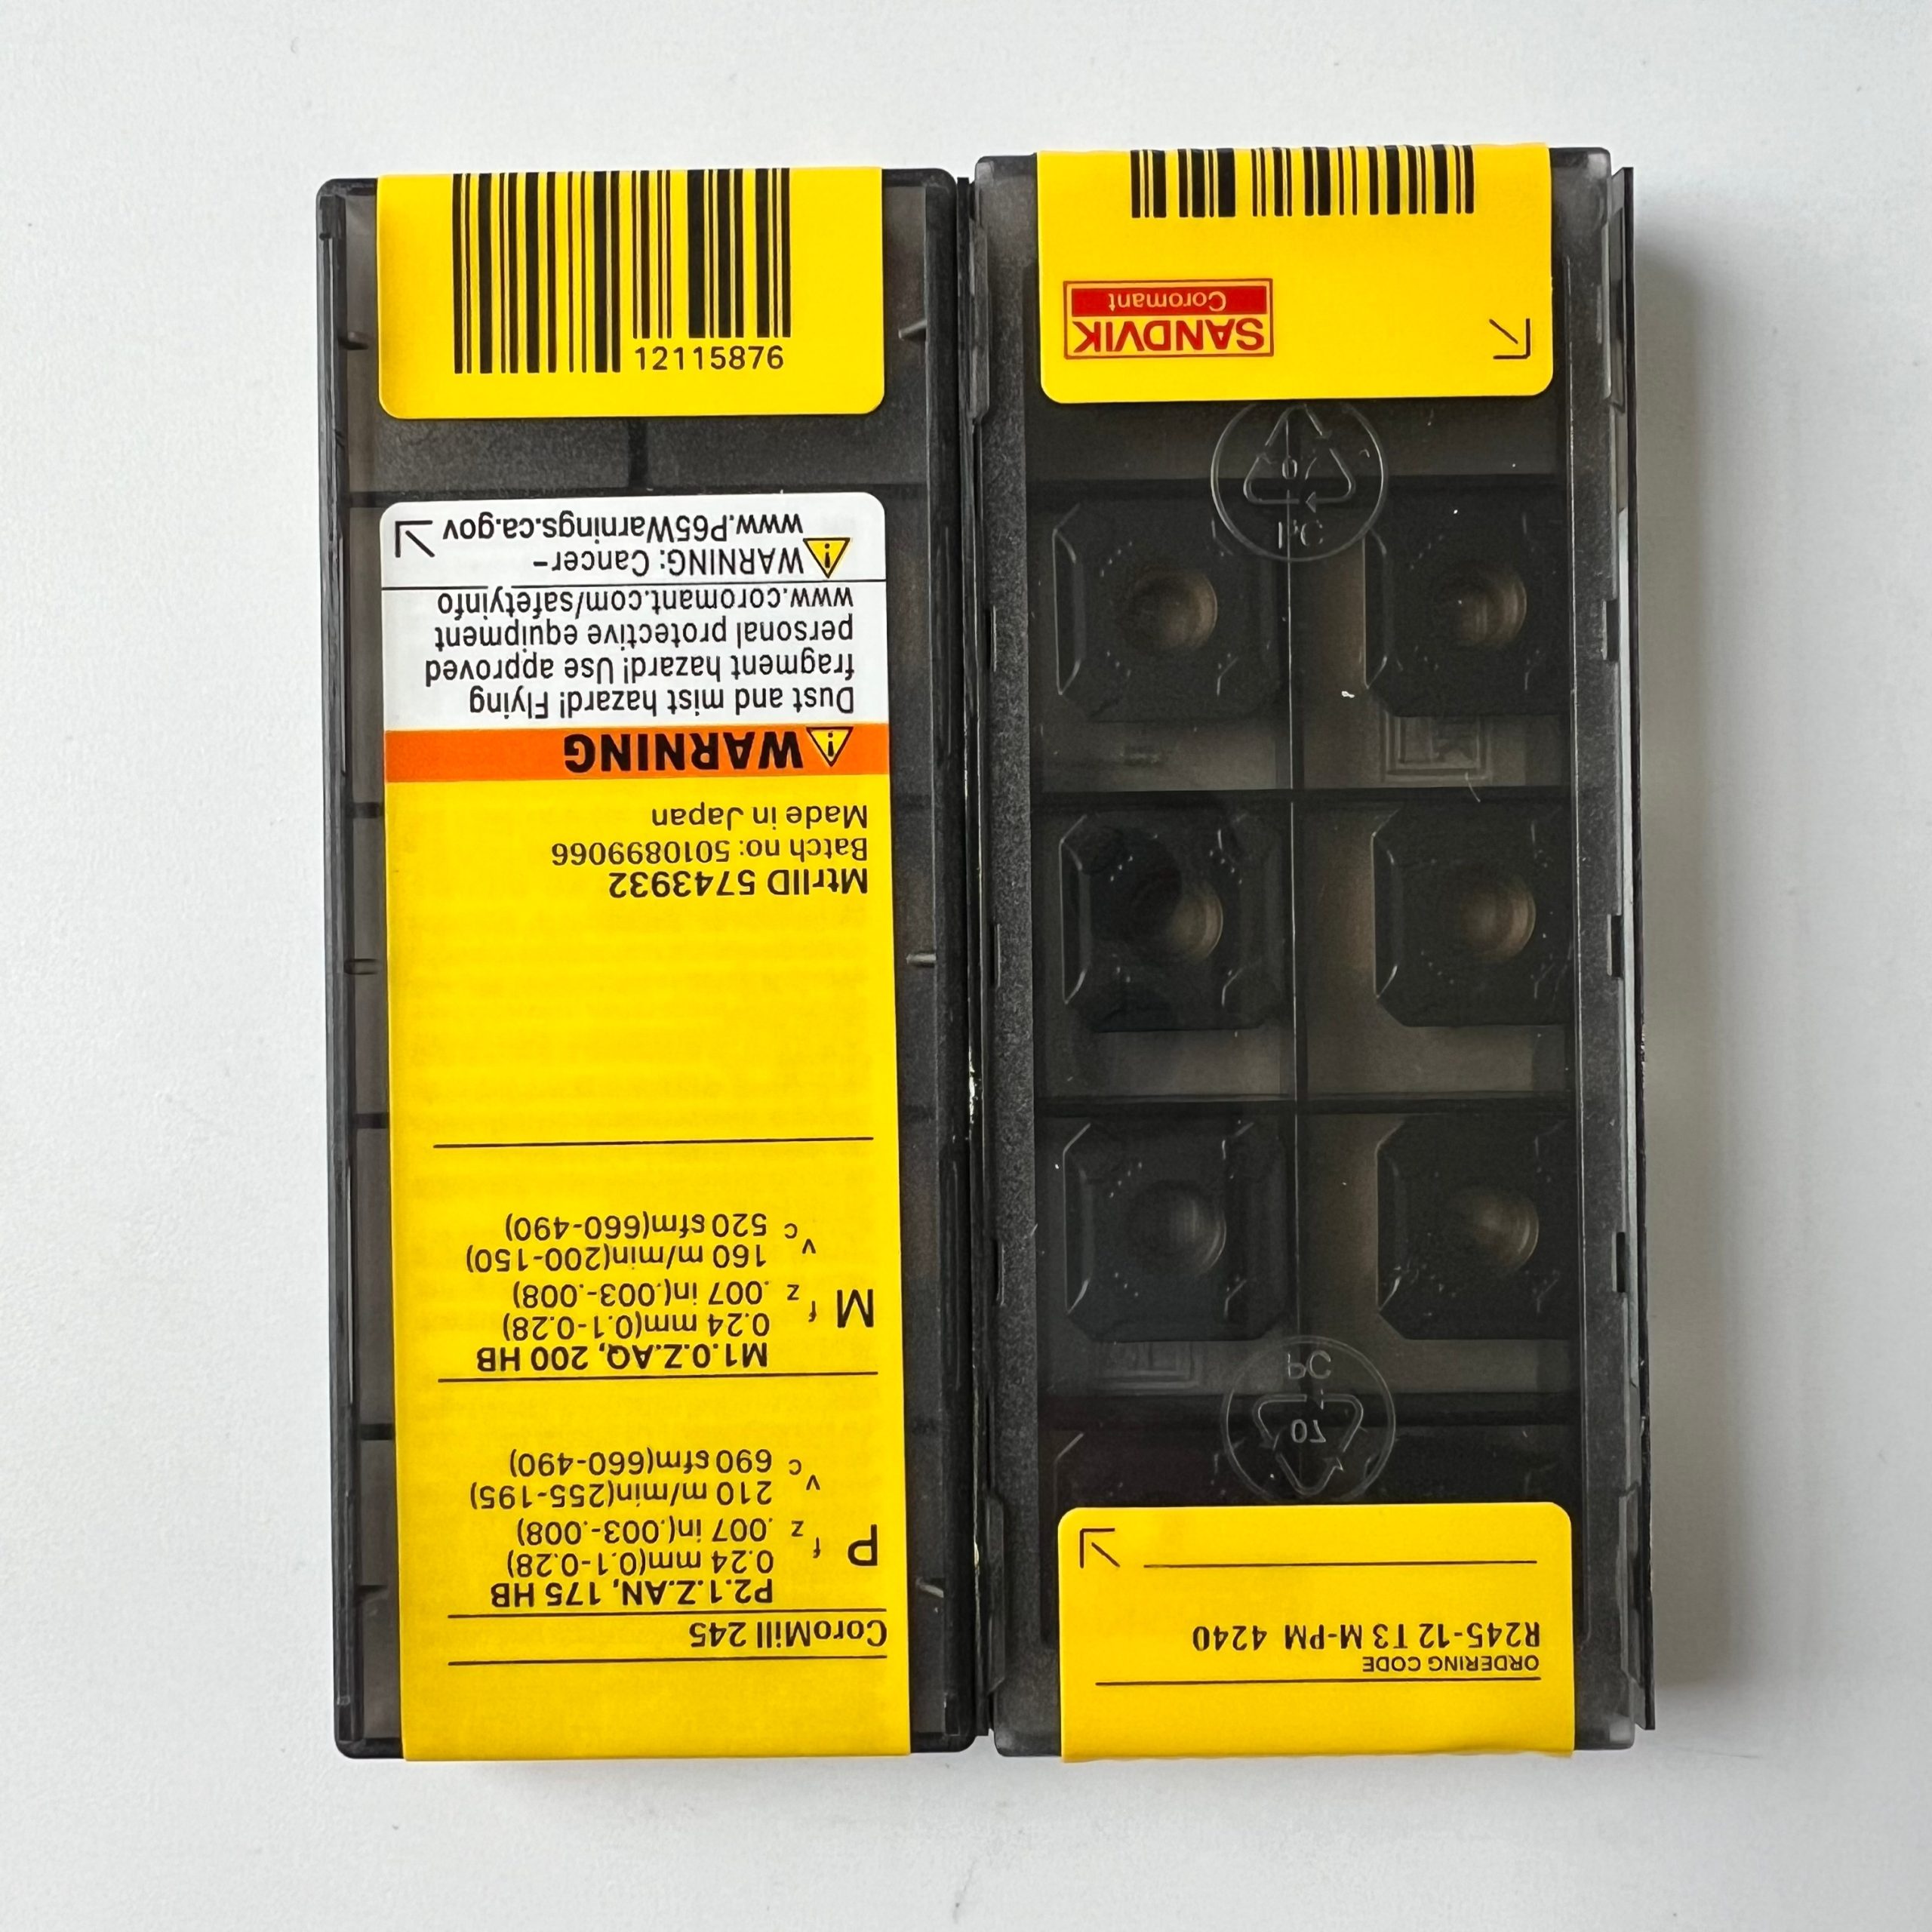 CoroMill 245
P2.1.Z.AN, 175 HB
P f z 0.24 mm(0.1-0.28)
.007 in(.003-.008)
v c 210 m/min(255-195)
690 sfm(660-490)
M1.0.Z.AQ, 200 HB
M f z 0.24 mm(0.1-0.28)
.007 in(.003-.008)
v c 160 m/min(200-150)
520 sfm(660-490)
MtrlID 5743932
Batch no: 5010899066
Made in Japan
WARNING
Dust and mist hazard! Flying
fragment hazard! Use approved
personal protective equipment
www.coromant.com/safetyinfo
WARNING: Cancer-
www.P65Warnings.ca.gov
12115876
ORDERING CODE
R245-12 T3 M-PM 4240
07
PC
SANDVIK
Coromant
07
PC